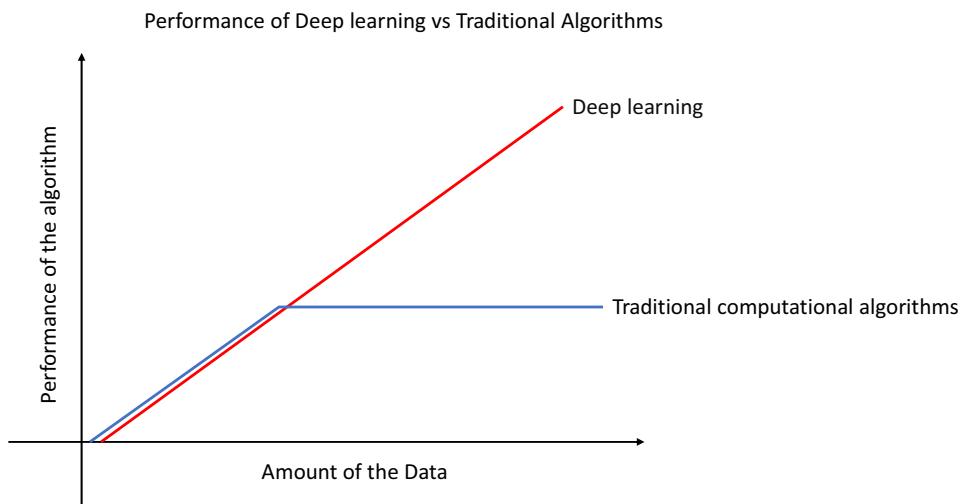 Performance of Deep learning vs Traditional Algorithms
Deep learning
Performance of the algorithm
Traditional computational algorithms
Amount of the Data